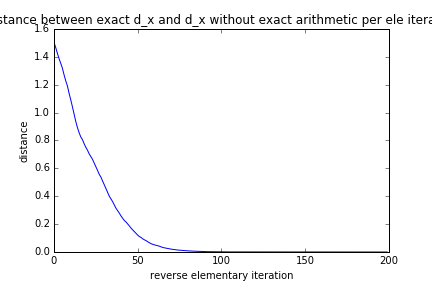 stance between exact d_x and d_x without exact arithmetic per ele itera
1.6
1.4
1.2
1.0
0.8
0.6
0.4
0.2
0.0
distance
0 50 100 150 200
reverse elementary iteration